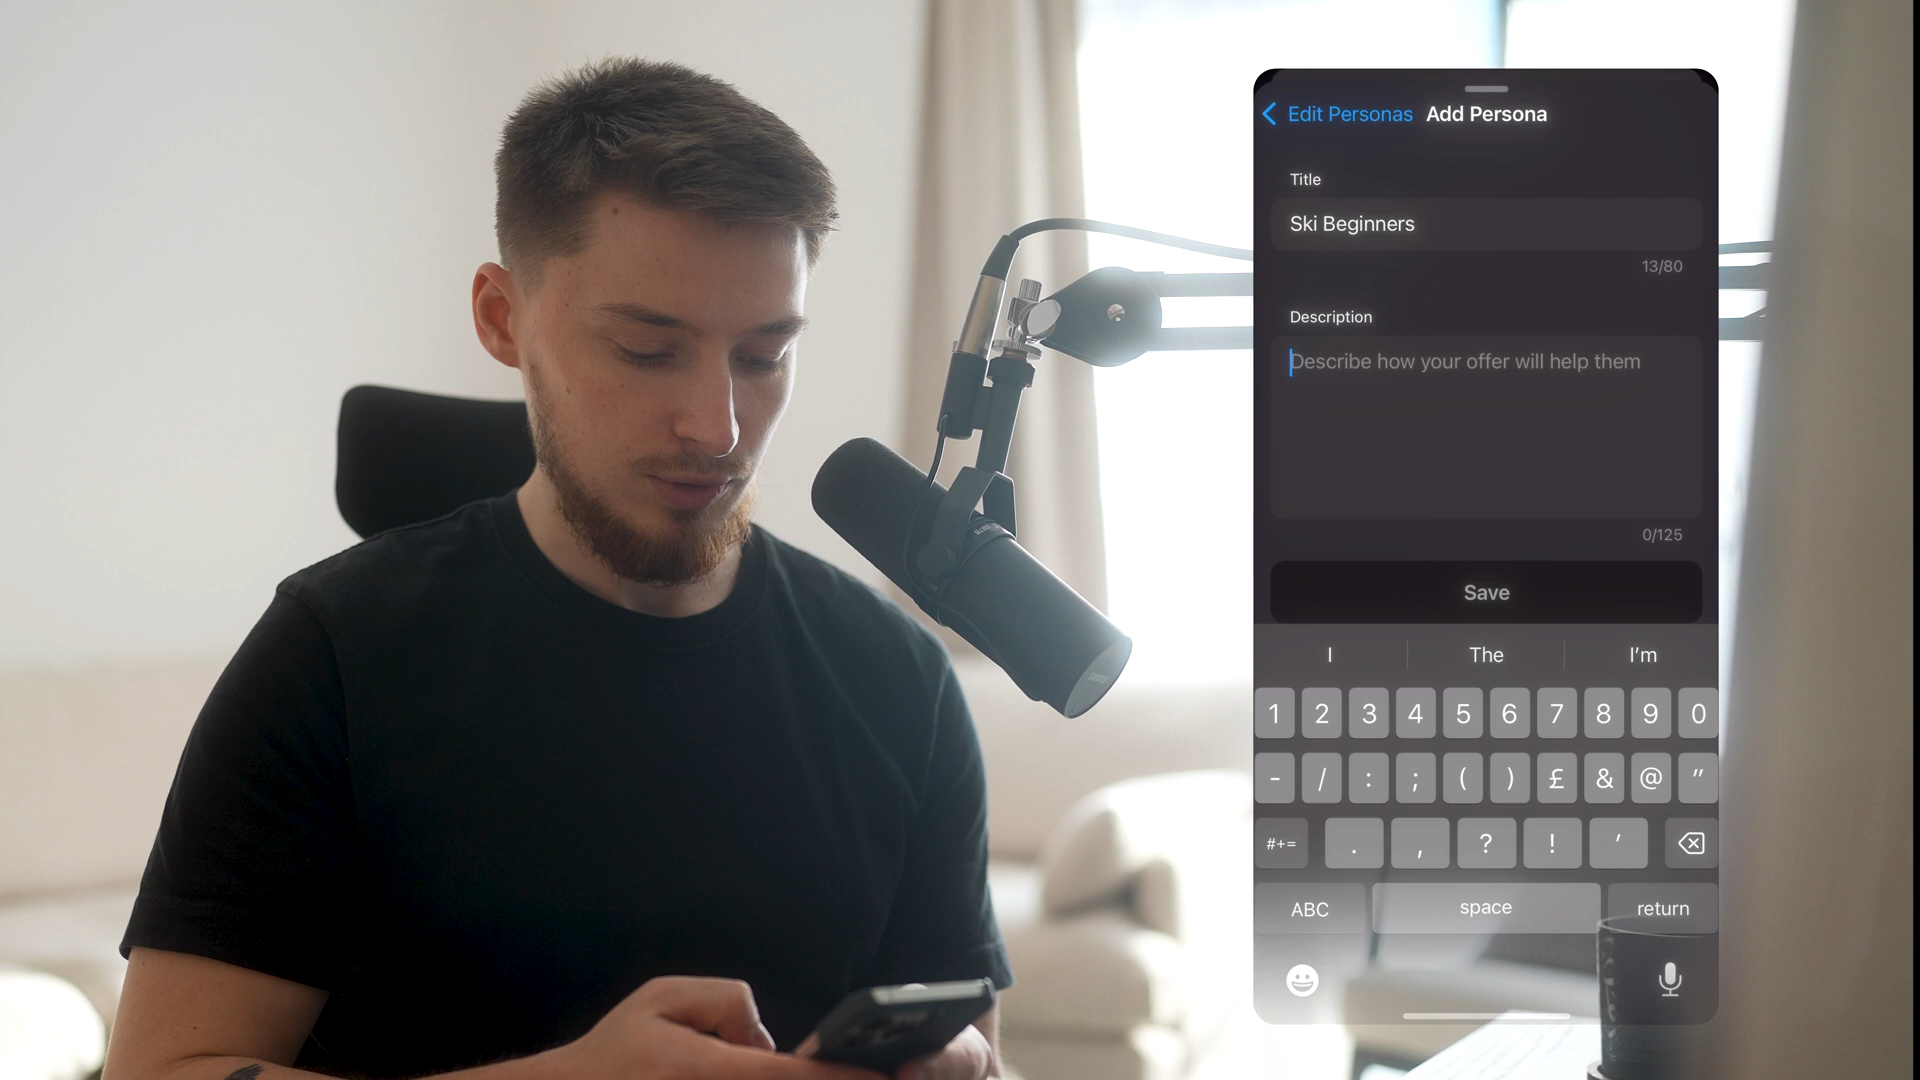 Edit Personas Add Persona
Title
Ski Beginners
13/80
Description
Describe how your offer will help them
0/125
Save
I The I'm
1 2 3 4 5 6 7 8 9 0
- / : ; ( ) £ & @ "
#+= . , ? ! '
ABC space return